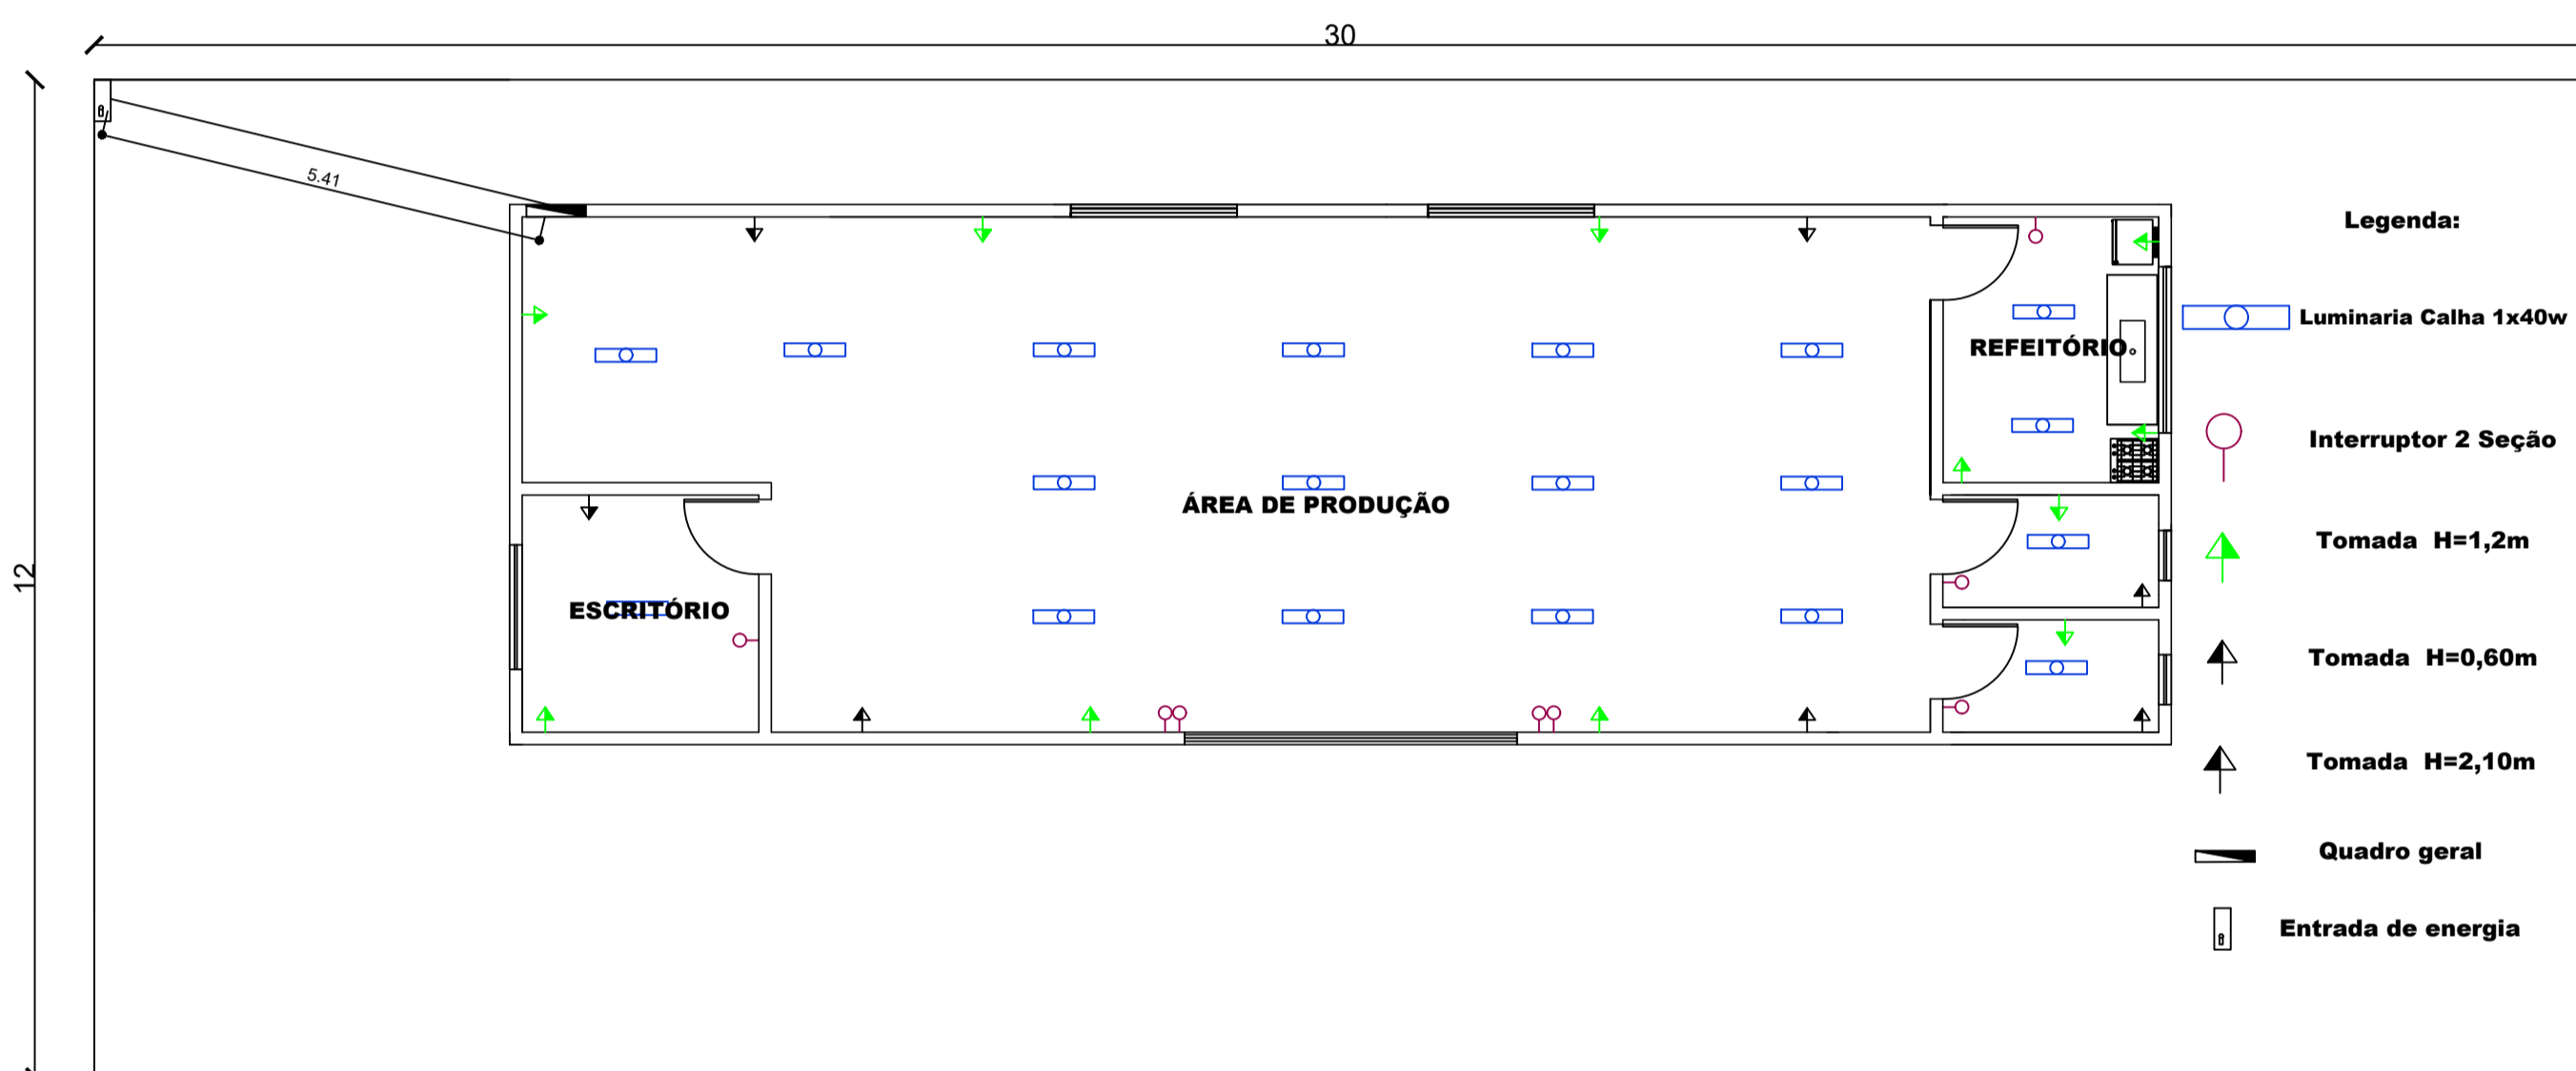 30
5.41
12
ÁREA DE PRODUÇÃO
ESCRITÓRIO
REFEITÓRIO
Legenda:
Luminaria Calha 1x40w
Interruptor 2 Seção
Tomada H=1,2m
Tomada H=0,60m
Tomada H=2,10m
Quadro geral
Entrada de energia